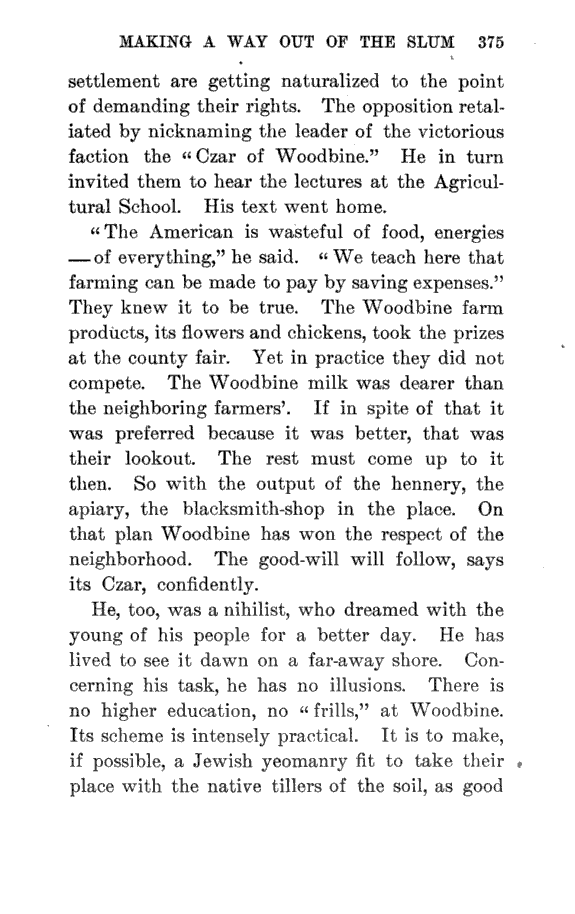 MAKING A WAY OUT OF THE SLUM 375
settlement are getting naturalized to the point
of demanding their rights. The opposition retal-
iated by nicknaming the leader of the victorious
faction the “Czar of Woodbine.” He in turn
invited them to hear the lectures at the Agricul-
tural School. His text went home.
“The American is wasteful of food, energies
—of everything,” he said. “We teach here that
farming can be made to pay by saving expenses.”
They knew it to be true. The Woodbine farm
products, its flowers and chickens, took the prizes
at the county fair. Yet in practice they did not
compete. The Woodbine milk was dearer than
the neighboring farmers’. If in spite of that it
was preferred because it was better, that was
their lookout. The rest must come up to it
then. So with the output of the hennery, the
apiary, the blacksmith-shop in the place. On
that plan Woodbine has won the respect of the
neighborhood. The good-will will follow, says
its Czar, confidently.
He, too, was a nihilist, who dreamed with the
young of his people for a better day. He has
lived to see it dawn on a far-away shore. Con-
cerning his task, he has no illusions. There is
no higher education, no “frills,” at Woodbine.
Its scheme is intensely practical. It is to make,
if possible, a Jewish yeomanry fit to take their
place with the native tillers of the soil, as good